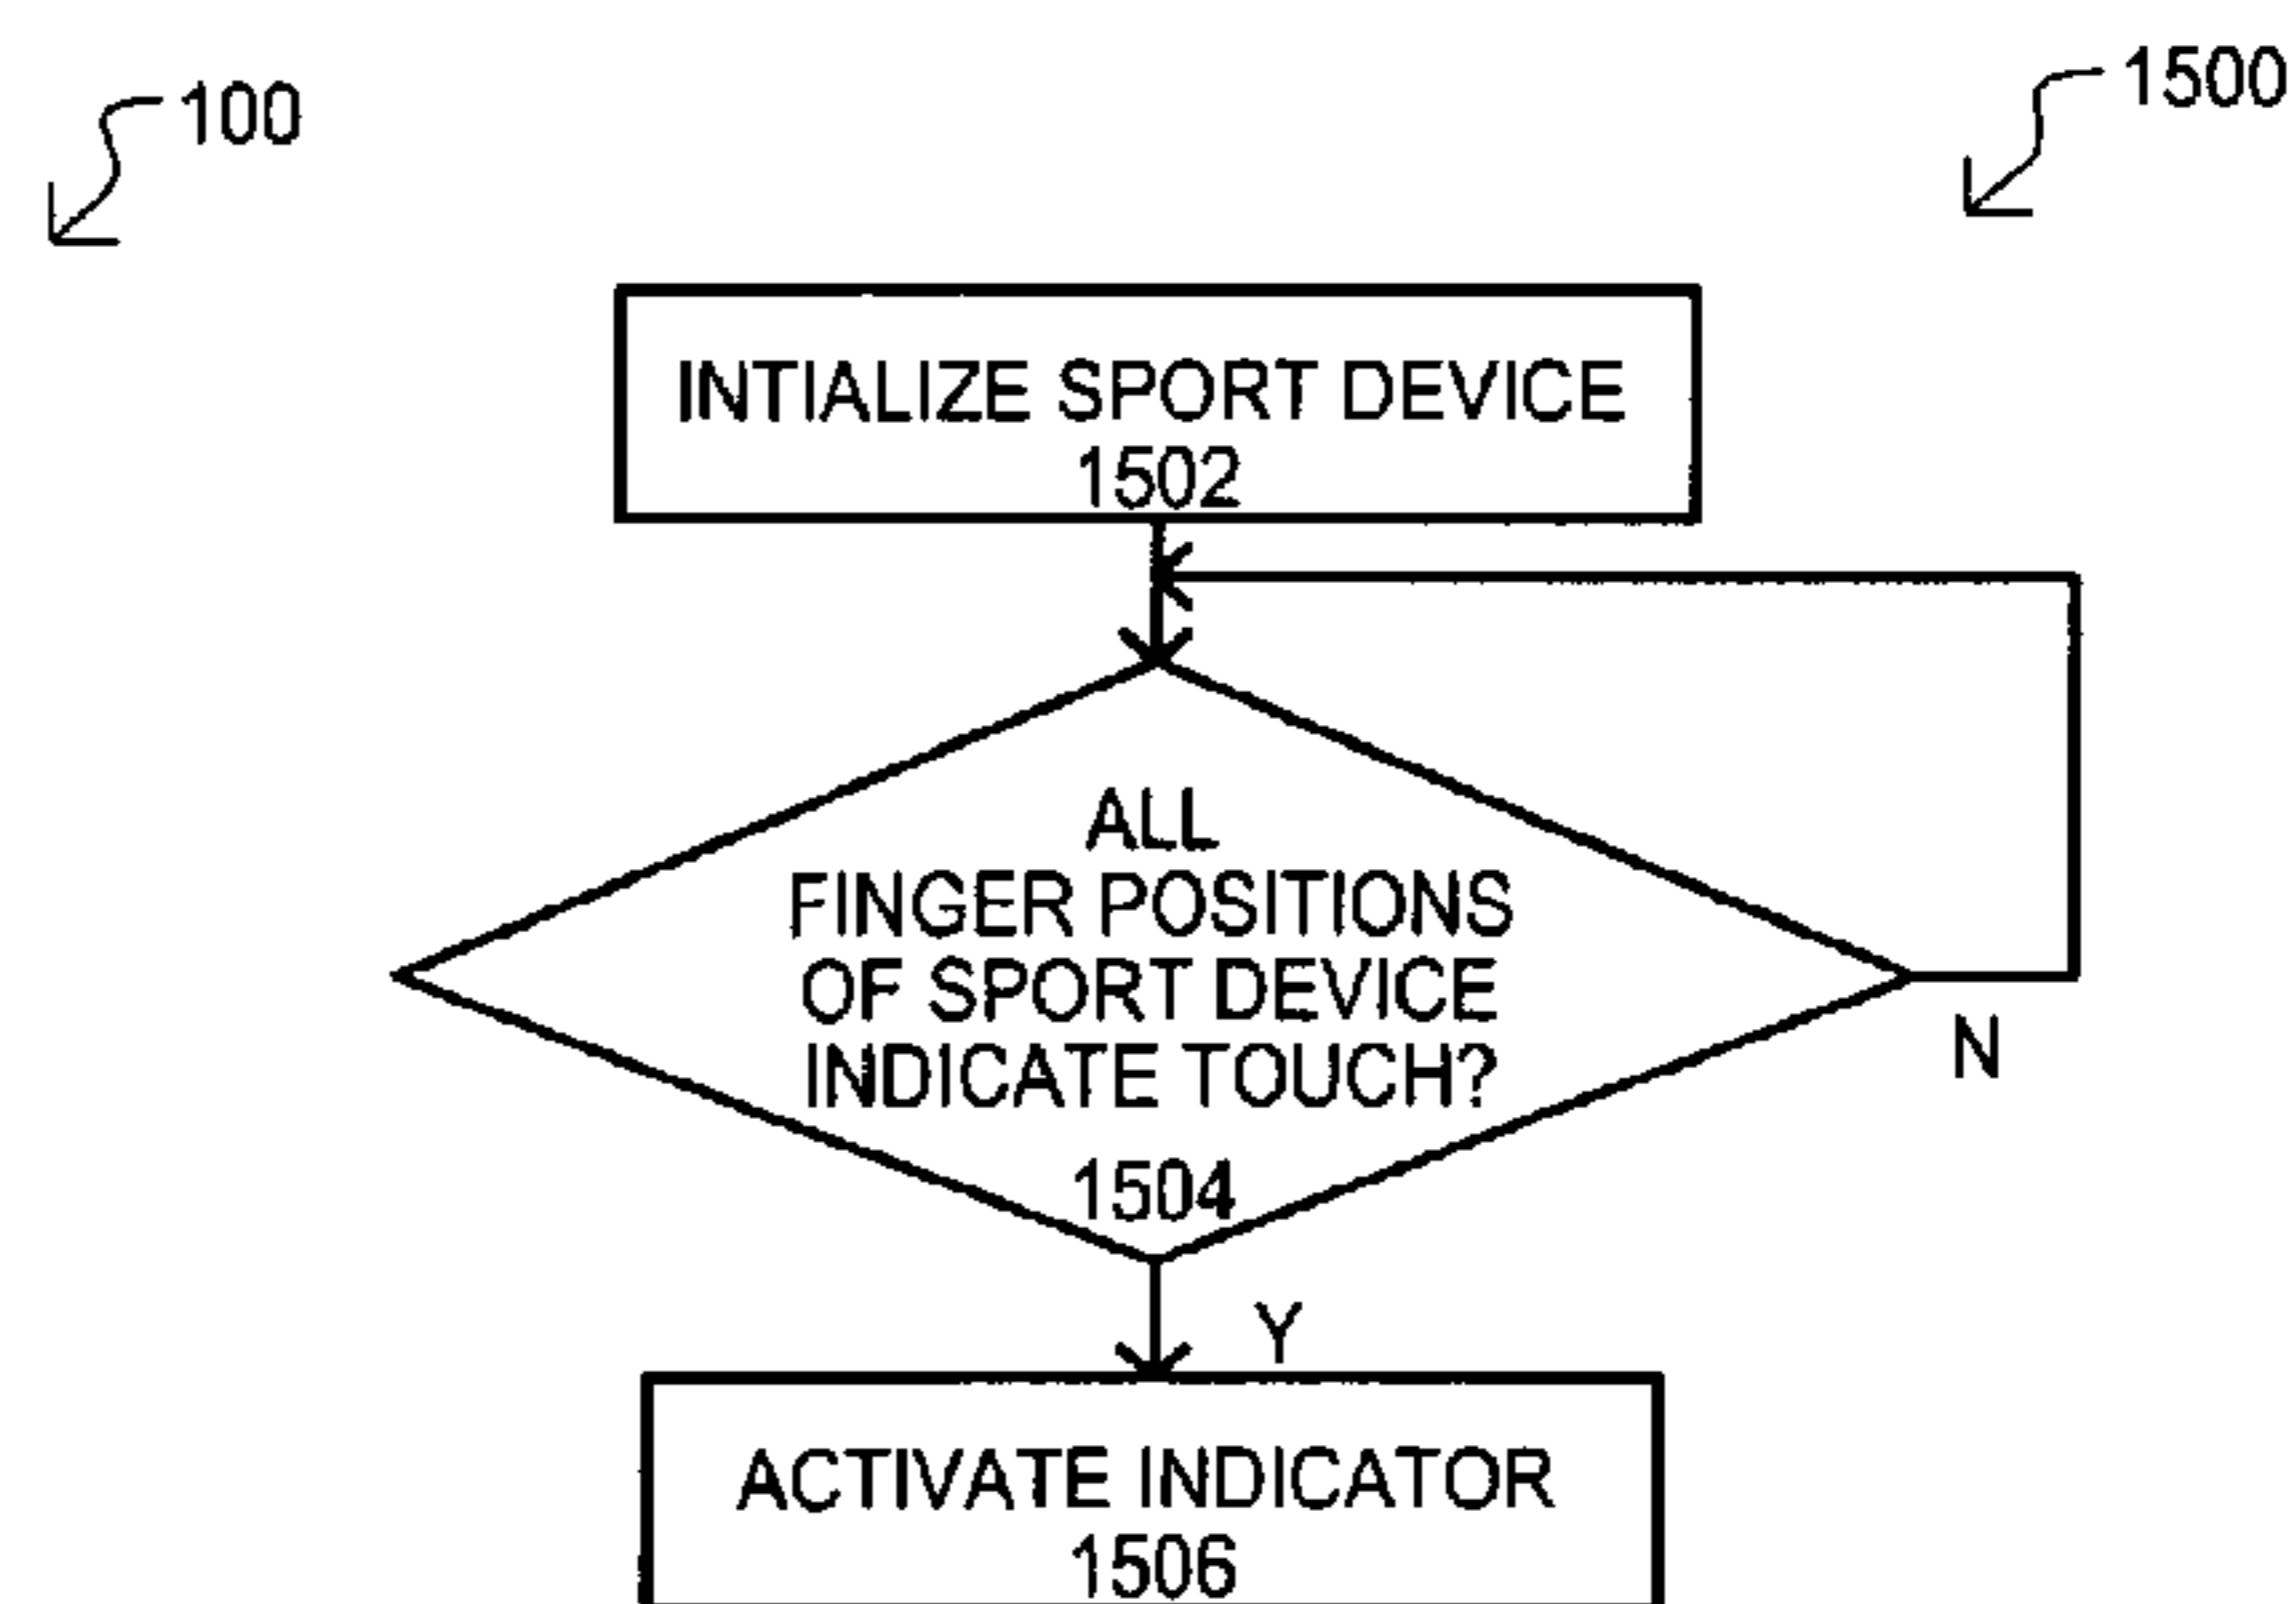 100
1500
INTIALIZE SPORT DEVICE
1502
ALL
FINGER POSITIONS
OF SPORT DEVICE
INDICATE TOUCH?
1504
N
Y
ACTIVATE INDICATOR
1506